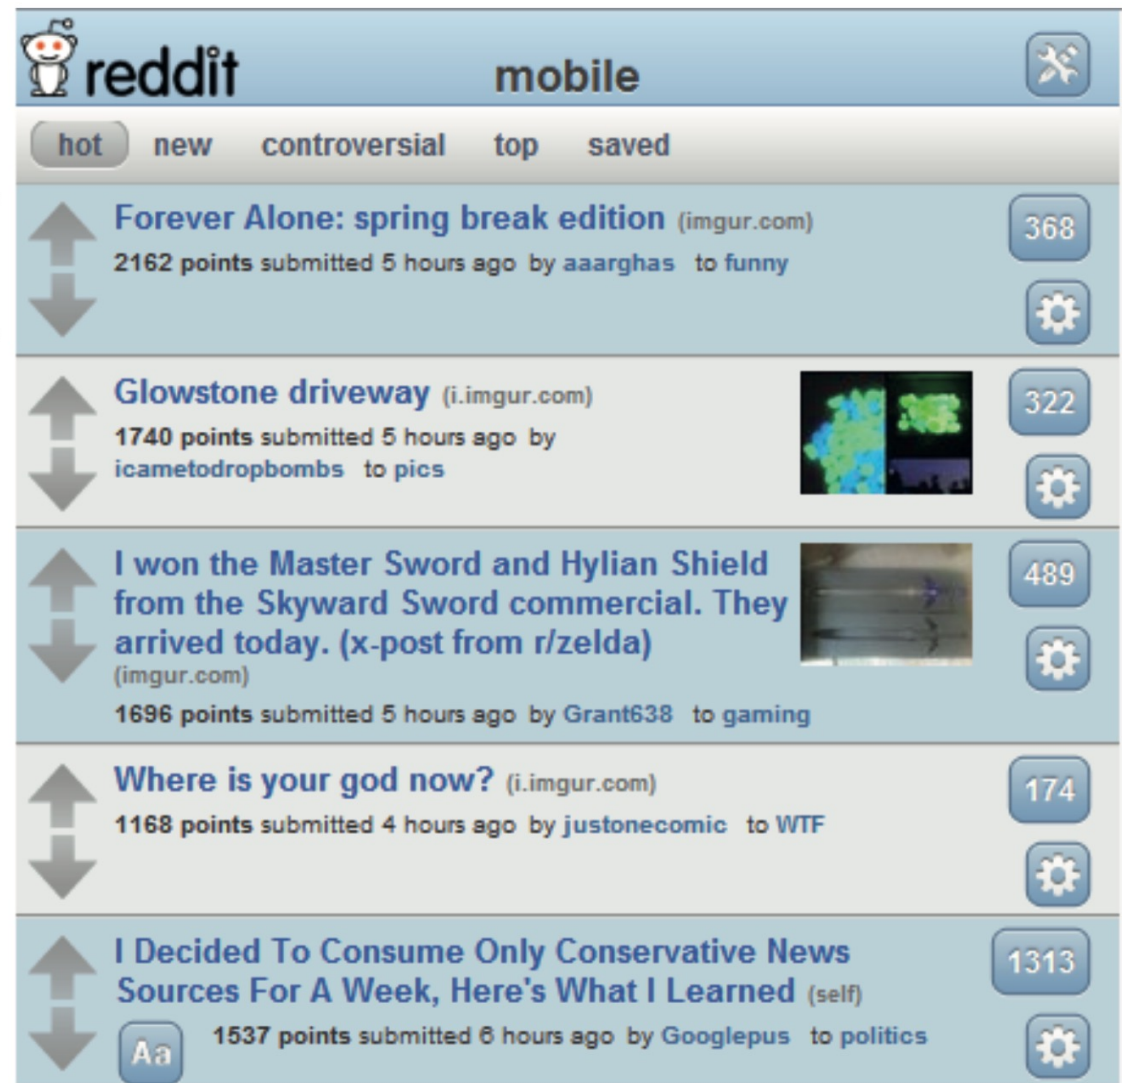 reddit mobile
hot new controversial top saved
Forever Alone: spring break edition (imgur.com)
368
2162 points submitted 5 hours ago by aaarghas to funny
Glowstone driveway (i.imgur.com)
322
1740 points submitted 5 hours ago by
icametodropbombs to pics
I won the Master Sword and Hylian Shield
489
from the Skyward Sword commercial. They
arrived today. (x-post from r/zelda)
(imgur.com)
1696 points submitted 5 hours ago by Grant638 to gaming
Where is your god now? (i.imgur.com)
174
1168 points submitted 4 hours ago by justonecomic to WTF
I Decided To Consume Only Conservative News
1313
Sources For A Week, Here's What I Learned (self)
Aa 1537 points submitted 6 hours ago by Googlepus to politics